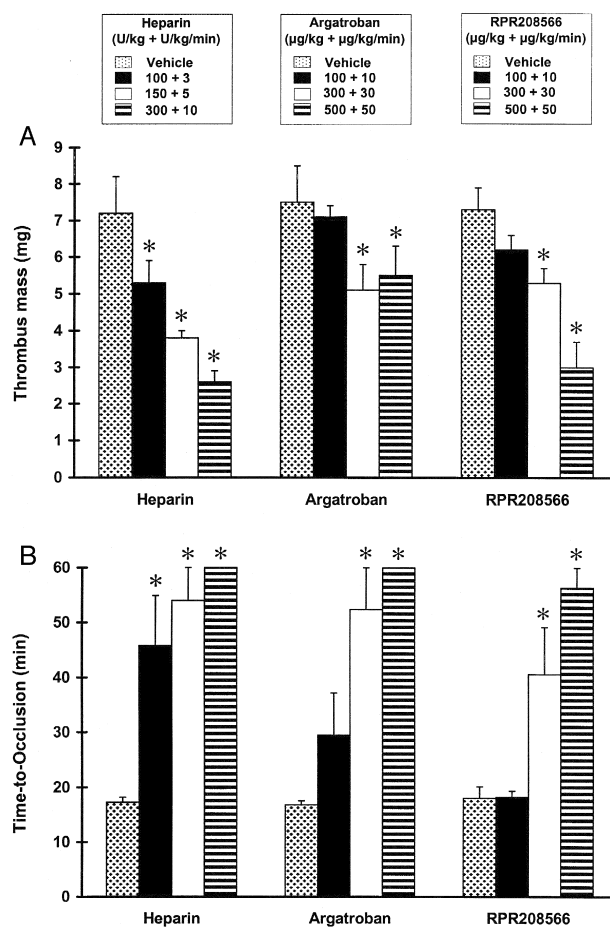 Heparin
(U/kg + U/kg/min)
Vehicle
100 + 3
150 + 5
300 + 10
Argatroban
(µg/kg + µg/kg/min)
Vehicle
100 + 10
300 + 30
500 + 50
RPR208566
(µg/kg + µg/kg/min)
Vehicle
100 + 10
300 + 30
500 + 50
A
Thrombus mass (mg)
9
8
7
6
5
4
3
2
1
0
* * * * * * *
Heparin Argatroban RPR208566
B
Time-to-Occlusion (min)
60
50
40
30
20
10
0
* * * * * * *
Heparin Argatroban RPR208566